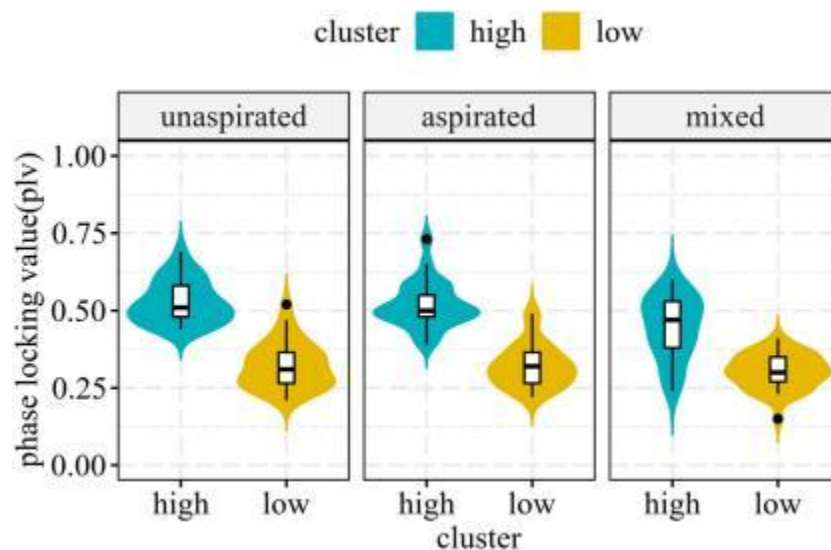 cluster high low
unaspirated aspirated mixed
phase locking value(plv)
1.00
0.75
0.50
0.25
0.00
high low high low high low
cluster